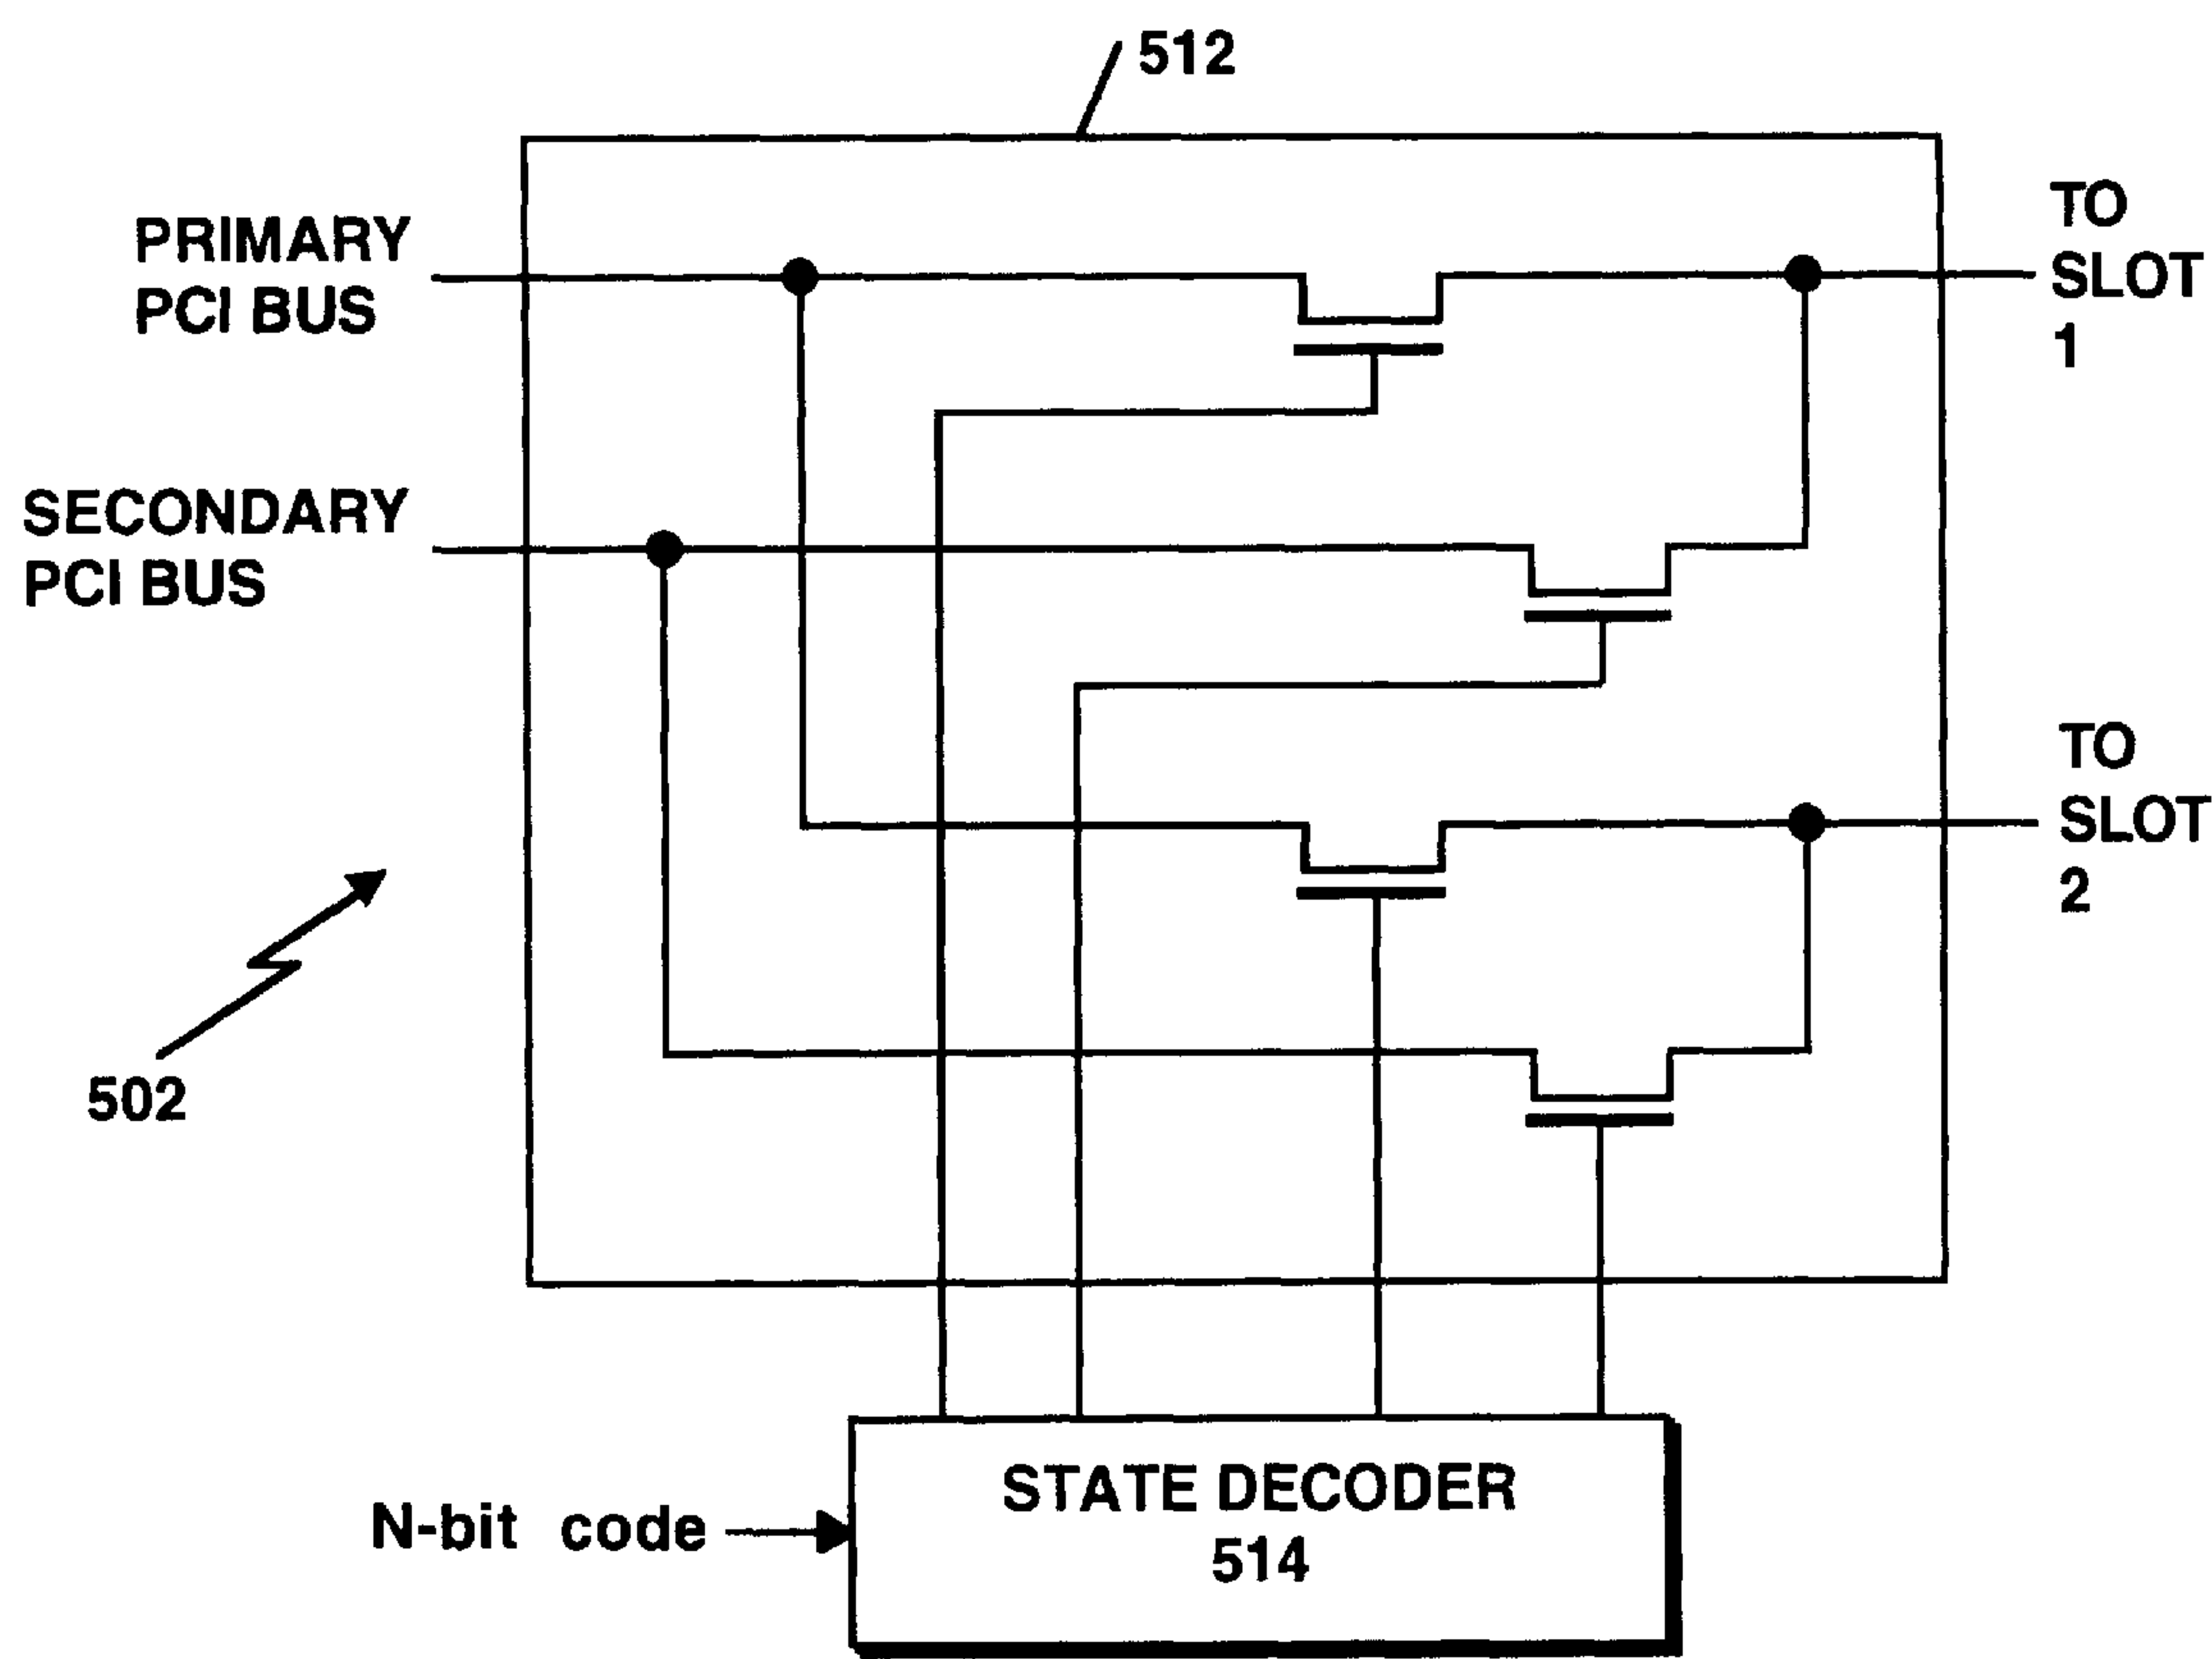 512
PRIMARY
PCI BUS
TO
SLOT
1
SECONDARY
PCI BUS
TO
SLOT
2
502
STATE DECODER
514
N-bit code